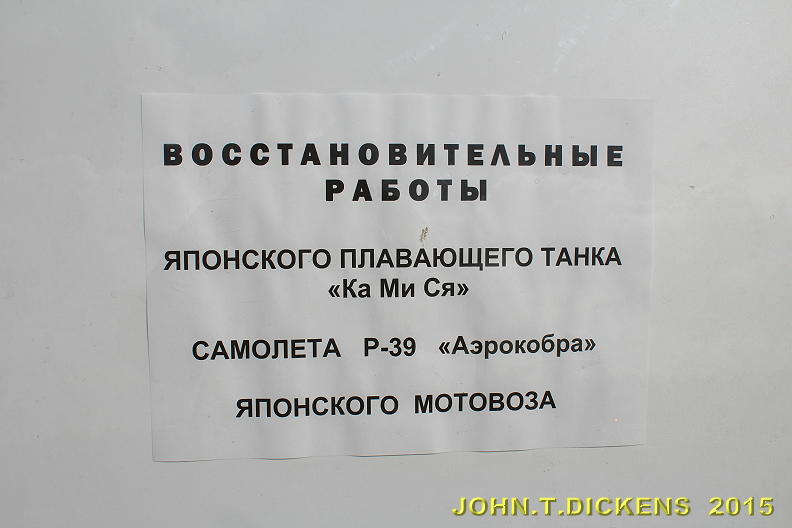 ВОССТАНОВИТЕЛЬНЫЕ
РАБОТЫ
ЯПОНСКОГО ПЛАВАЮЩЕГО ТАНКА
«Ка Ми Ся»
САМОЛЕТА Р-39 «Аэрокобра»
ЯПОНСКОГО МОТОВОЗА
JOHN.T.DICKENS 2015